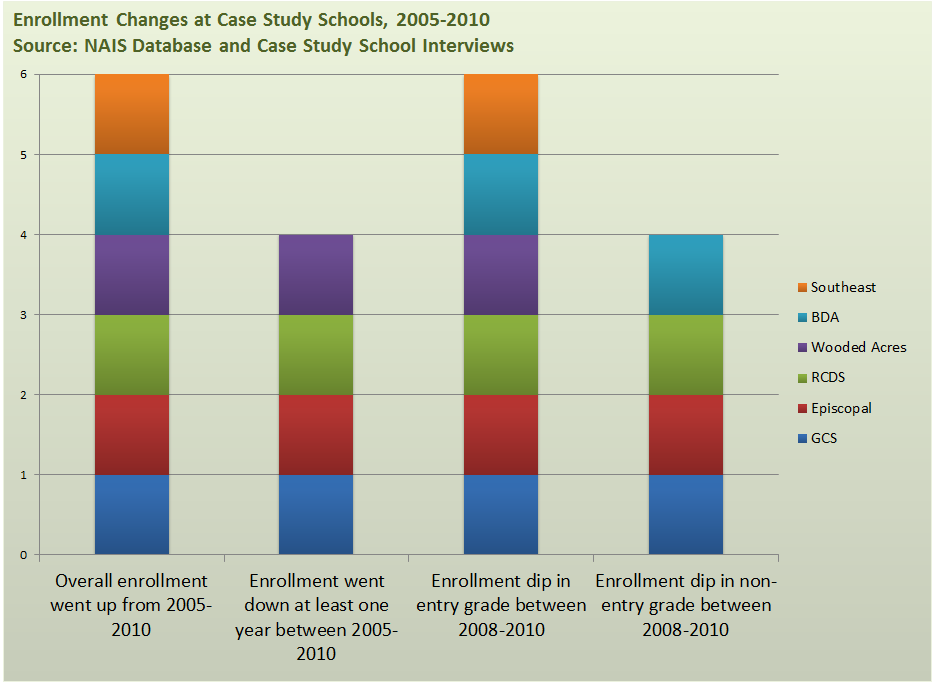 Enrollment Changes at Case Study Schools, 2005-2010
Source: NAIS Database and Case Study School Interviews
6
5
4
3
2
1
0
Overall enrollment
went up from 2005-
2010
Enrollment went
down at least one
year between 2005-
2010
Enrollment dip in
entry grade between
2008-2010
Enrollment dip in non-
entry grade between
2008-2010
Southeast
BDA
Wooded Acres
RCDS
Episcopal
GCS